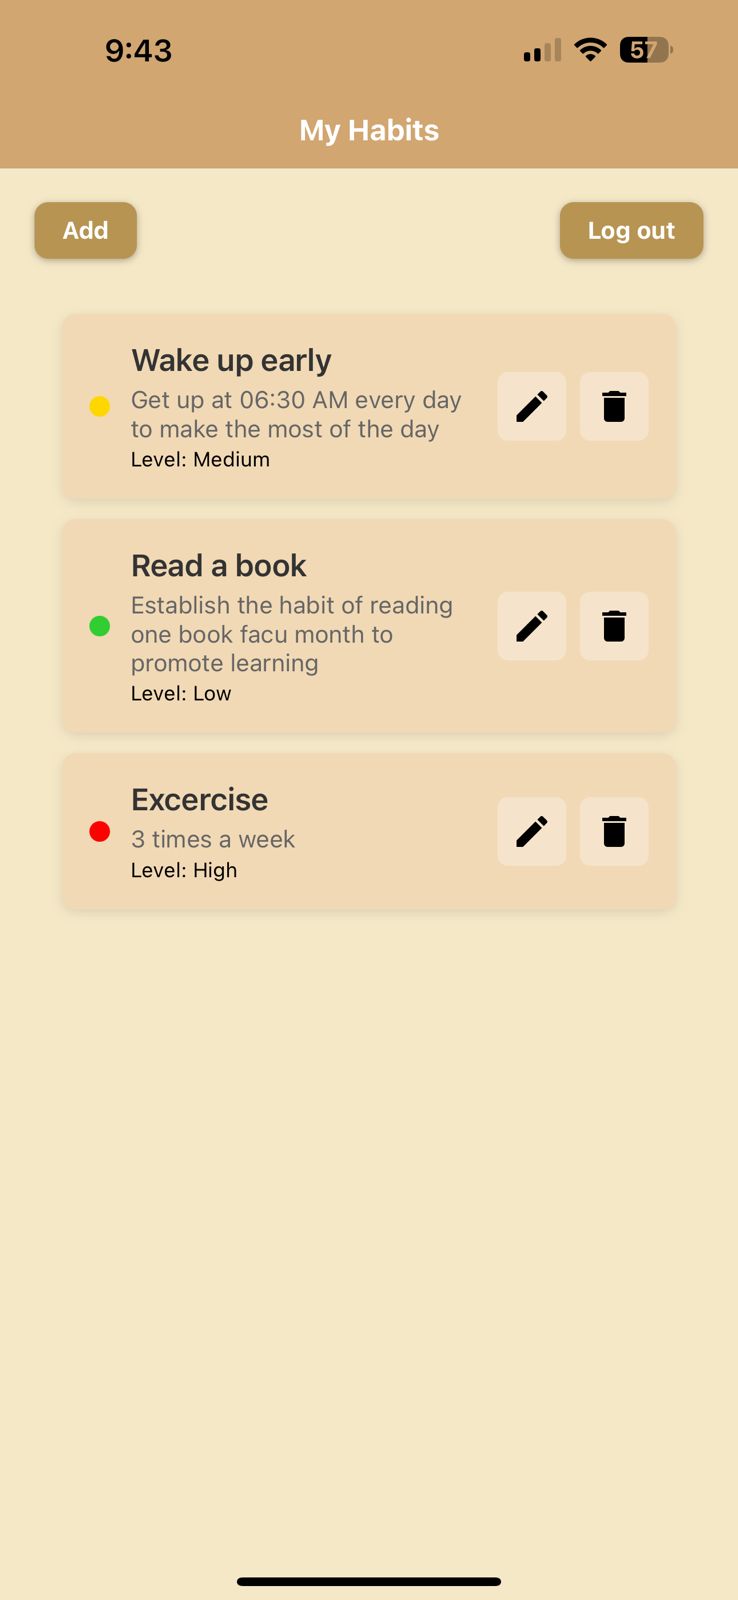 9:43
57
My Habits
Add
Log out
Wake up early
Get up at 06:30 AM every day
to make the most of the day
Level: Medium
Read a book
Establish the habit of reading
one book facu month to
promote learning
Level: Low
Excercise
3 times a week
Level: High